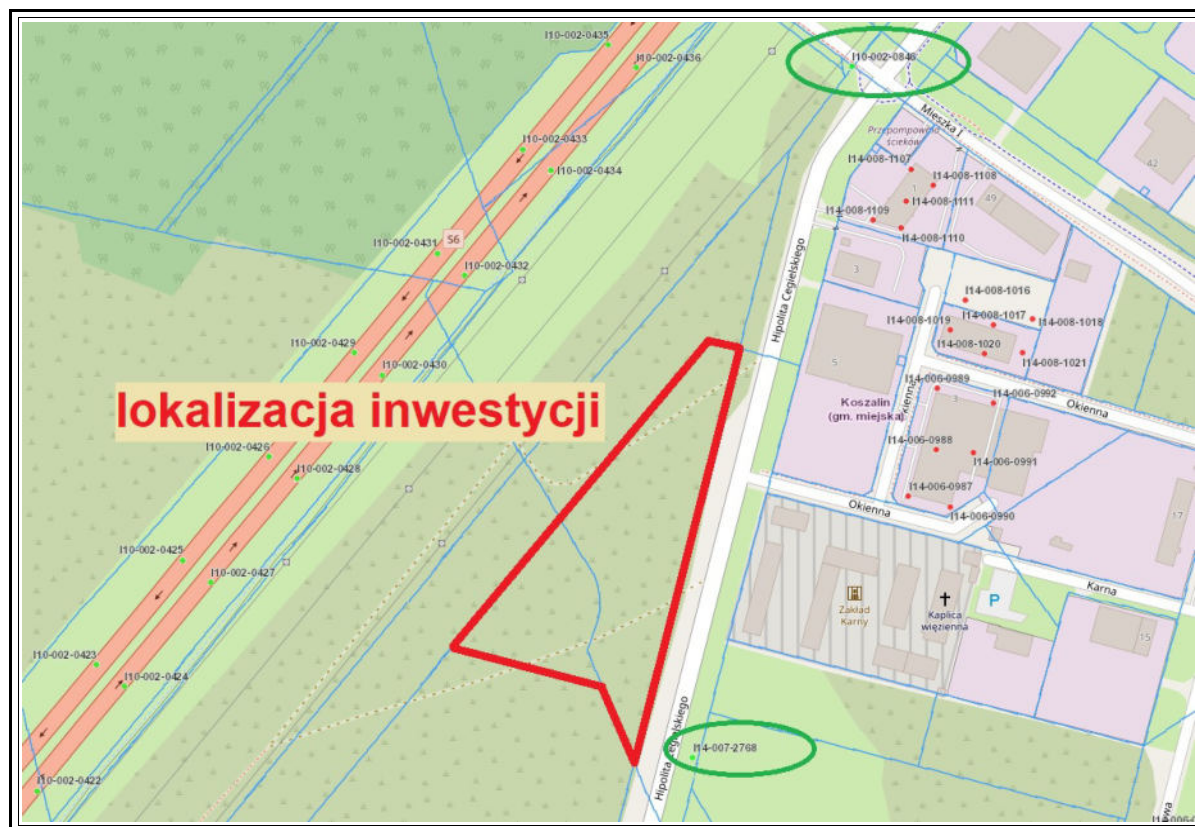 I10-002-0435
I10-002-0436
I10-002-0846
I10-002-0433
I10-002-0434
Mieszka I
Przepompownia
ścieków
I14-008-1107
I14-008-1108
42
1
I14-008-1111
49
I14-008-1109
I14-008-1110
I10-002-0431
S6
I10-002-0432
Hipolita Cegielskiego
3
I14-008-1016
I14-008-1017
I14-008-1018
I14-008-1019
I14-008-1020
I14-008-1021
I10-002-0429
I10-002-0430
5
I14-006-0989
3
I14-006-0992
Okienna
lokalizacja inwestycji
Koszalin
(gm. miejska)
kienna
I14-006-0988
I14-006-0991
I10-002-0426
I10-002-0428
I14-006-0987
I14-006-0990
Okienna
17
I10-002-0425
I10-002-0427
Karna
Zakład
Karny
Kaplica
więzienna
P
15
I10-002-0423
I10-002-0424
Hipolita Cegielskiego
I14-007-2768
I10-002-0422
owa